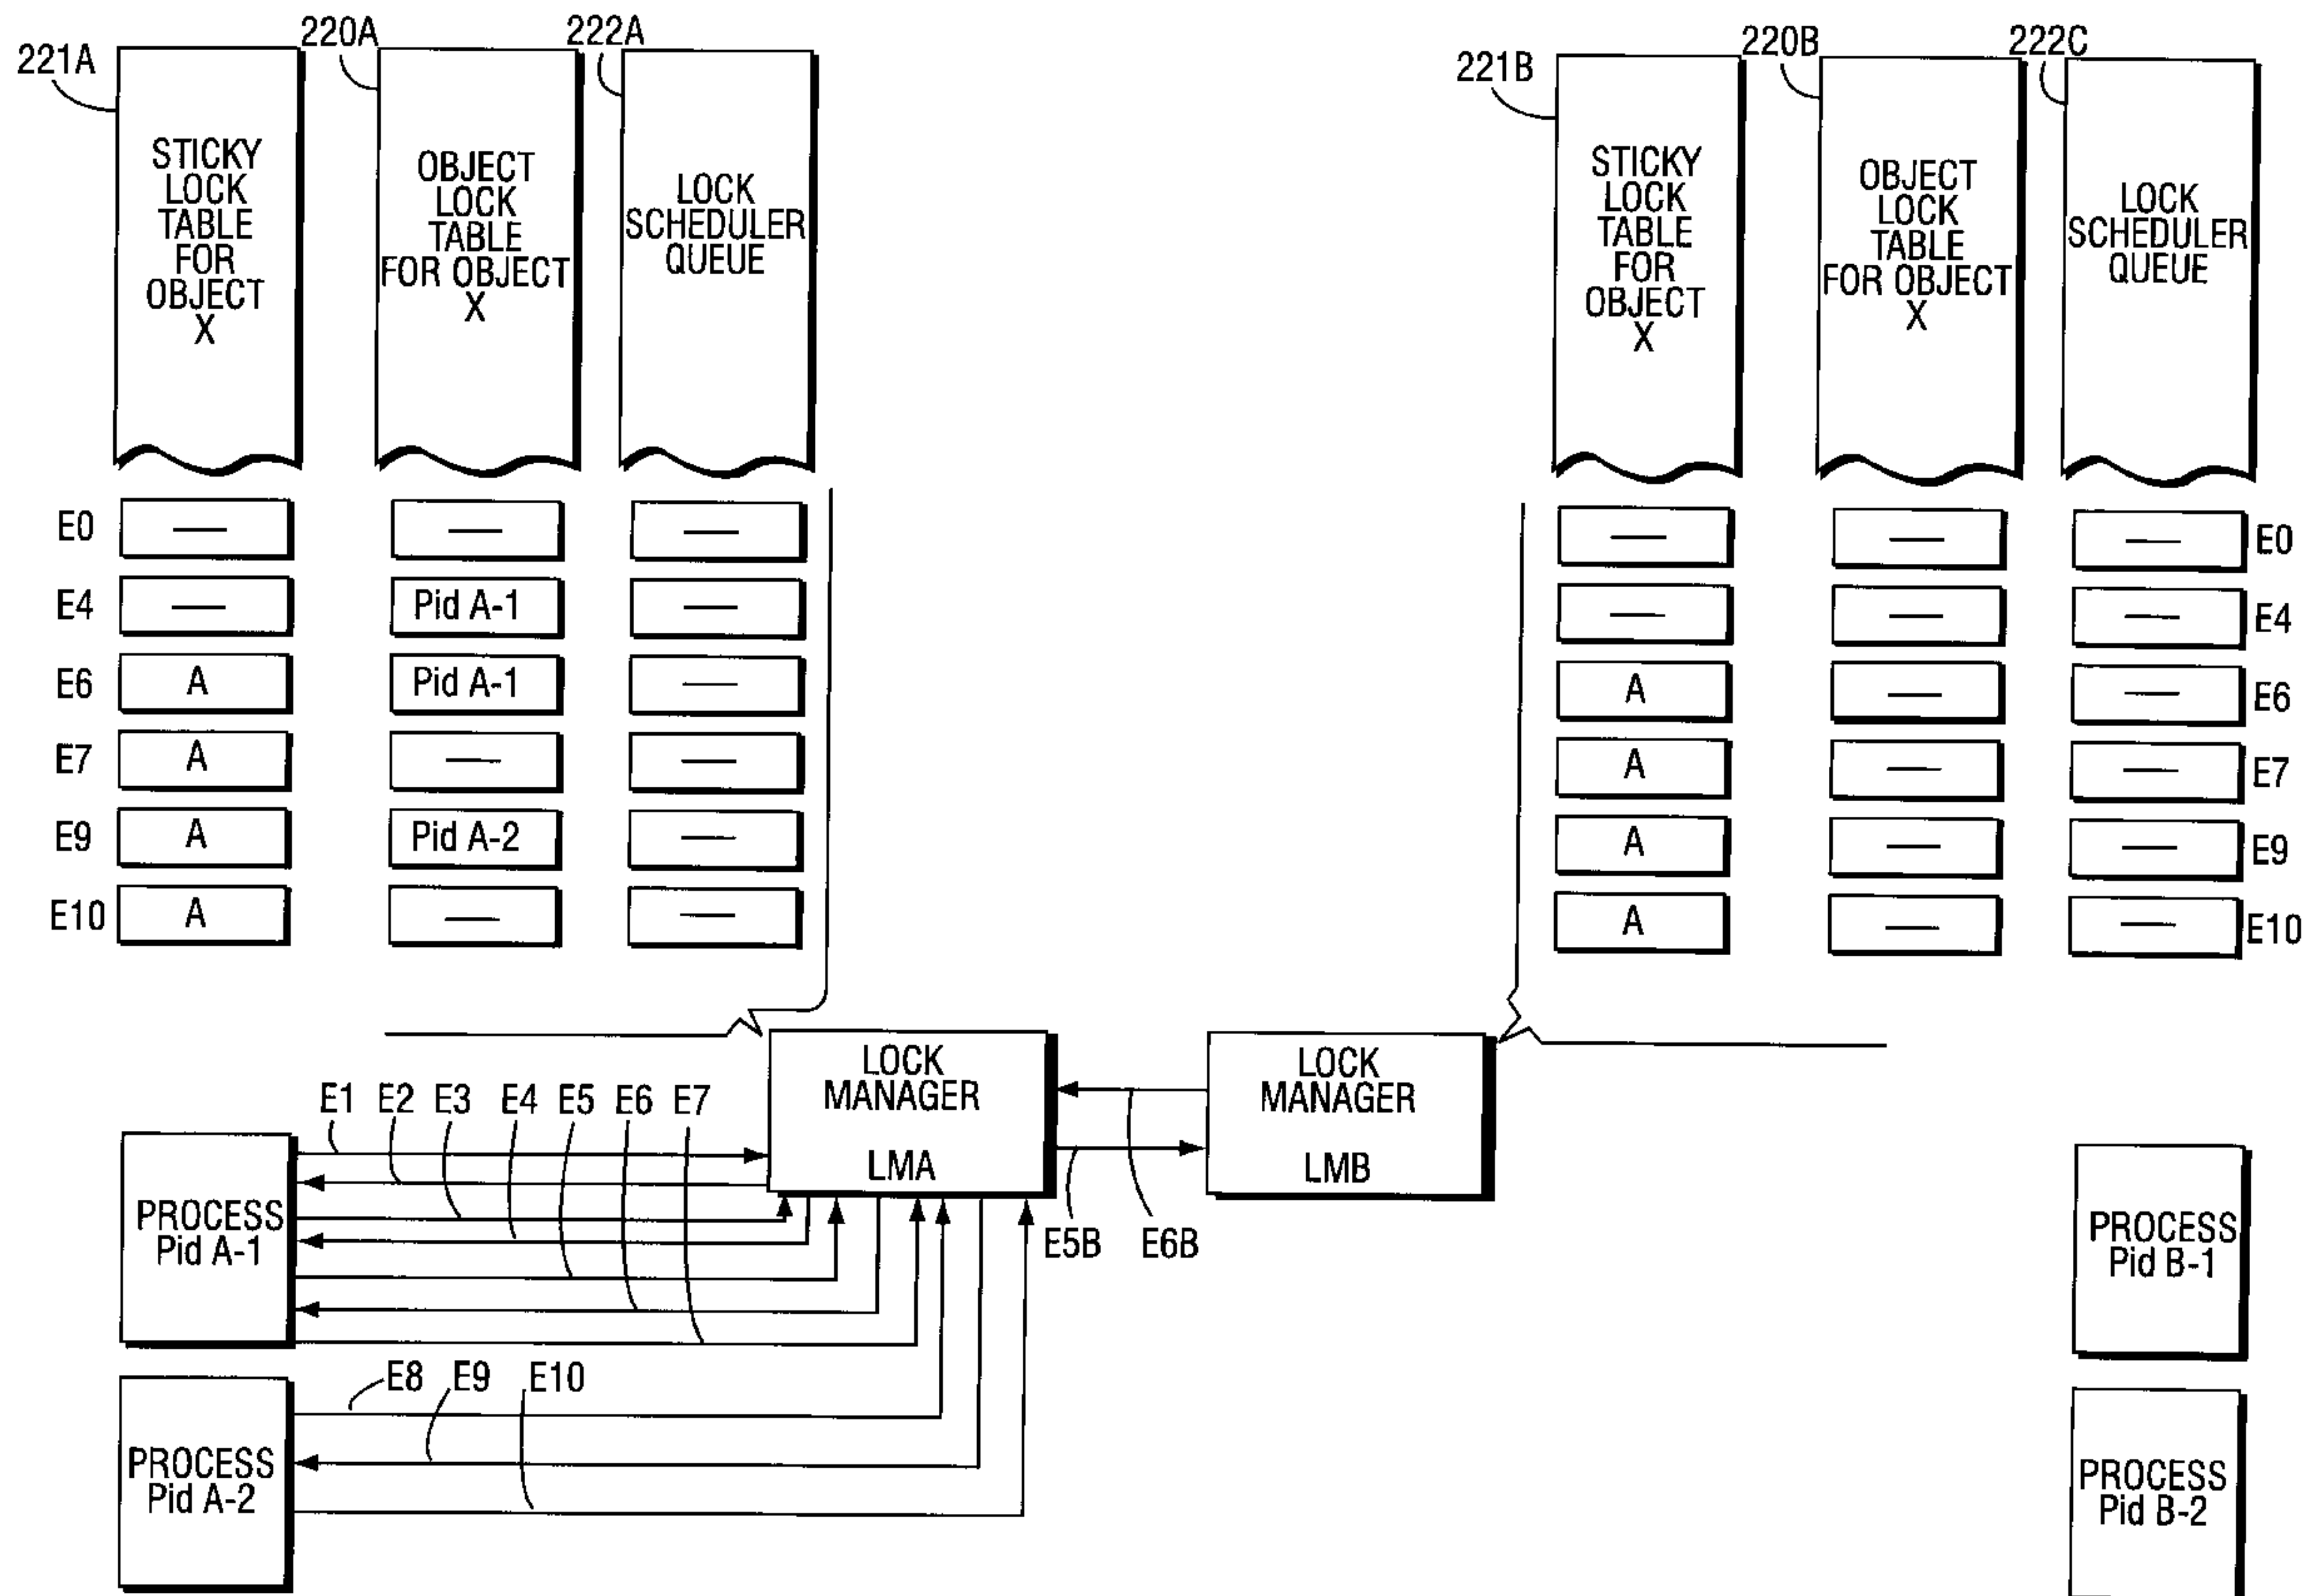 221A
220A
222A
STICKY
LOCK
TABLE
FOR
OBJECT
X
OBJECT
LOCK
TABLE
FOR OBJECT
X
LOCK
SCHEDULER
QUEUE
221B
220B
222C
STICKY
LOCK
TABLE
FOR
OBJECT
X
OBJECT
LOCK
TABLE
FOR OBJECT
X
LOCK
SCHEDULER
QUEUE
E0 — — —
E4 — Pid A-1 —
E6 A Pid A-1 —
E7 A — —
E9 A Pid A-2 —
E10 A — —
— — — E0
— — — E4
A — — E6
A — — E7
A — — E9
A — — E10
LOCK
MANAGER
LMA
LOCK
MANAGER
LMB
E1 E2 E3 E4 E5 E6 E7
E5B E6B
PROCESS
Pid A-1
E8 E9 E10
PROCESS
Pid A-2
PROCESS
Pid B-1
PROCESS
Pid B-2